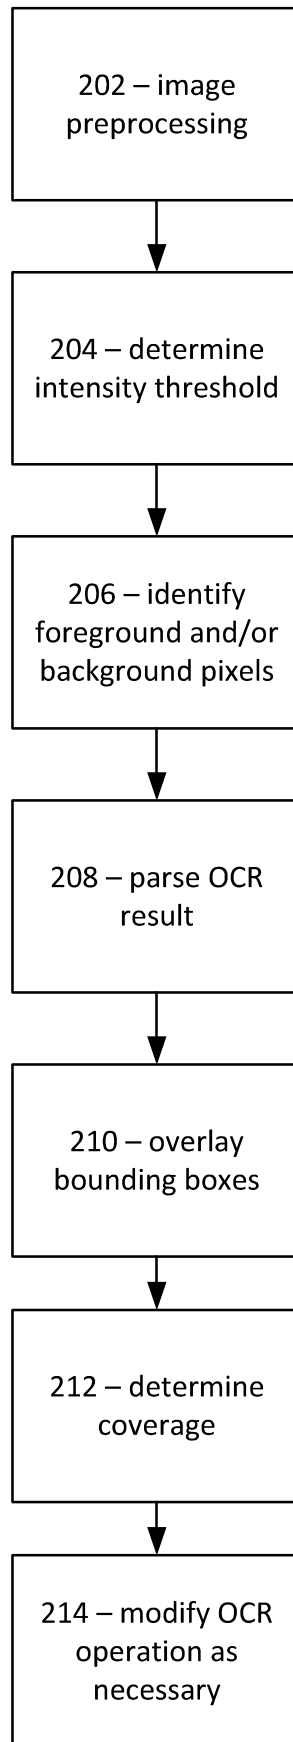 202 – image
preprocessing
204 – determine
intensity threshold
206 – identify
foreground and/or
background pixels
208 – parse OCR
result
210 – overlay
bounding boxes
212 – determine
coverage
214 – modify OCR
operation as
necessary